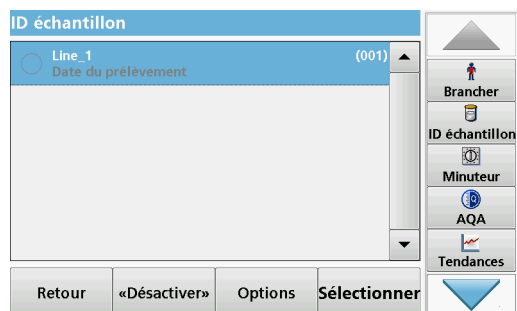 ID échantillon
Line_1 (001)
Date du prélèvement
Retour
«Désactiver»
Options
Sélectionner
Brancher
ID échantillon
Minuteur
AQA
Tendances